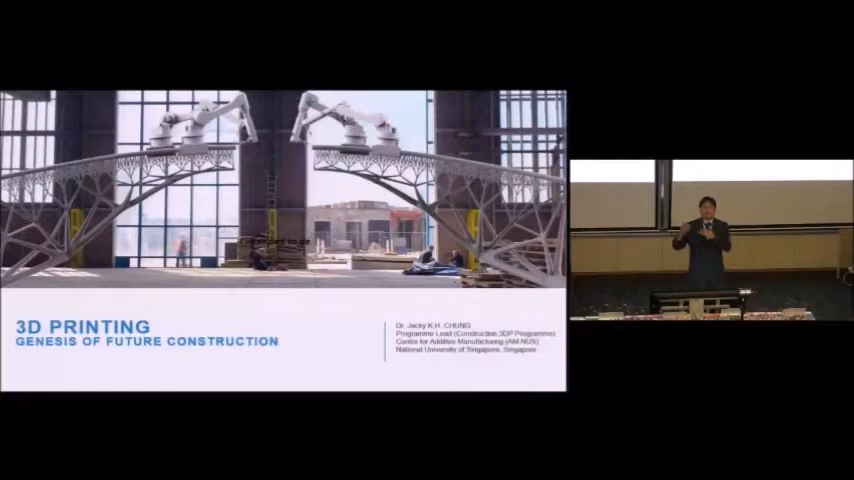 3D PRINTING
GENESIS OF FUTURE CONSTRUCTION
Dr. Jacky K.H. CHUNG
Programme Lead (Construction 3DP Programme)
Centre for Additive Manufacturing (AM.NUS)
National University of Singapore, Singapore